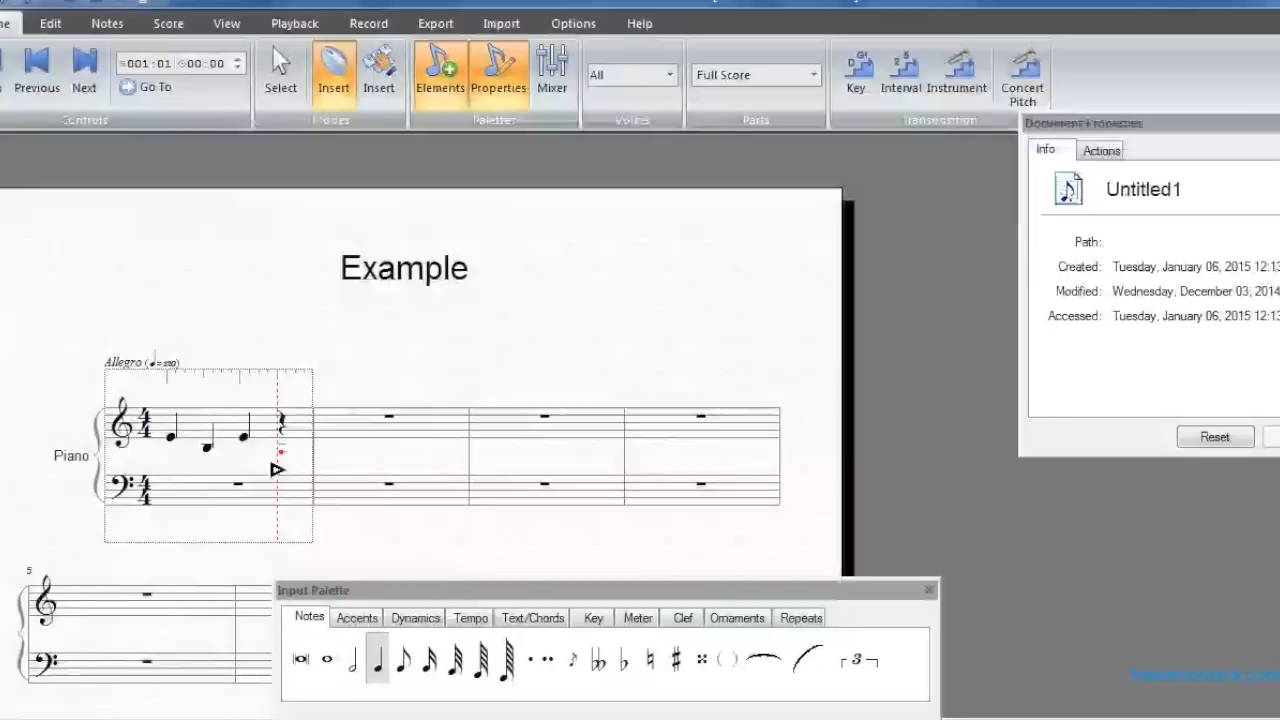 me Edit Notes Score View Playback Record Export Import Options Help
=001:01 00:00 All Full Score
Previous Next Go To Select Insert Insert Elements Properties Mixer Key Interval Instrument Concert Pitch
Controls Modes Palettes Voices Parts Transposition
Document Properties
Info Actions
Untitled1
Path:
Created: Tuesday, January 06, 2015 12:13
Modified: Wednesday, December 03, 2014
Accessed: Tuesday, January 06, 2015 12:13
Reset
Example
Allegro
Piano
5
Input Palette
Notes Accents Dynamics Tempo Text/Chords Key Meter Clef Ornaments Repeats
3